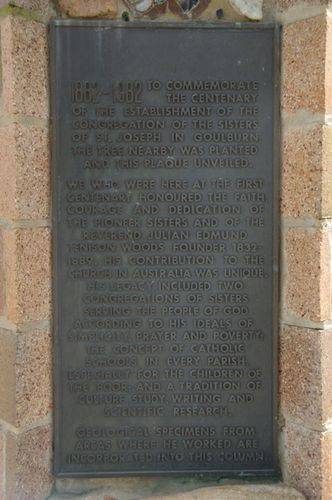 1882-1982 TO COMMEMORATE
THE CENTENARY
OF THE ESTABLISHMENT OF THE
CONGREGATION OF THE SISTERS
OF ST. JOSEPH IN GOULBURN,
THE TREE NEARBY WAS PLANTED
AND THIS PLAQUE UNVEILED.
WE WHO WERE HERE AT THE FIRST
CENTENARY HONOURED THE FAITH
COURAGE AND DEDICATION OF
THE PIONEER SISTERS AND OF THE
REVEREND JULIAN EDMUND
TENISON WOODS FOUNDER 1832-
1889. HIS CONTRIBUTION TO THE
CHURCH IN AUSTRALIA WAS UNIQUE
HIS LEGACY INCLUDED TWO
CONGREGATIONS OF SISTERS
SERVING THE PEOPLE OF GOD
ACCORDING TO HIS IDEALS OF
SIMPLICITY, PRAYER AND POVERTY;
THE CONCEPT OF CATHOLIC
SCHOOLS IN EVERY PARISH,
ESPECIALLY FOR THE CHILDREN OF
THE POOR; AND A TRADITION OF
CULTURE STUDY, WRITING AND
SCIENTIFIC RESEARCH.
GEOLOGICAL SPECIMENS FROM
AREAS WHERE HE WORKED ARE
INCORPORATED INTO THIS COLUMN